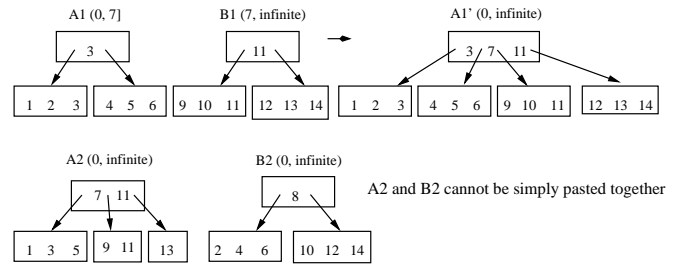 A1 (0, 7]
B1 (7, infinite)
A1' (0, infinite)
3
11
3 7 11
1 2 3
4 5 6
9 10 11
12 13 14
1 2 3
4 5 6
9 10 11
12 13 14
A2 (0, infinite)
B2 (0, infinite)
7 11
8
A2 and B2 cannot be simply pasted together
1 3 5
9 11
13
2 4 6
10 12 14